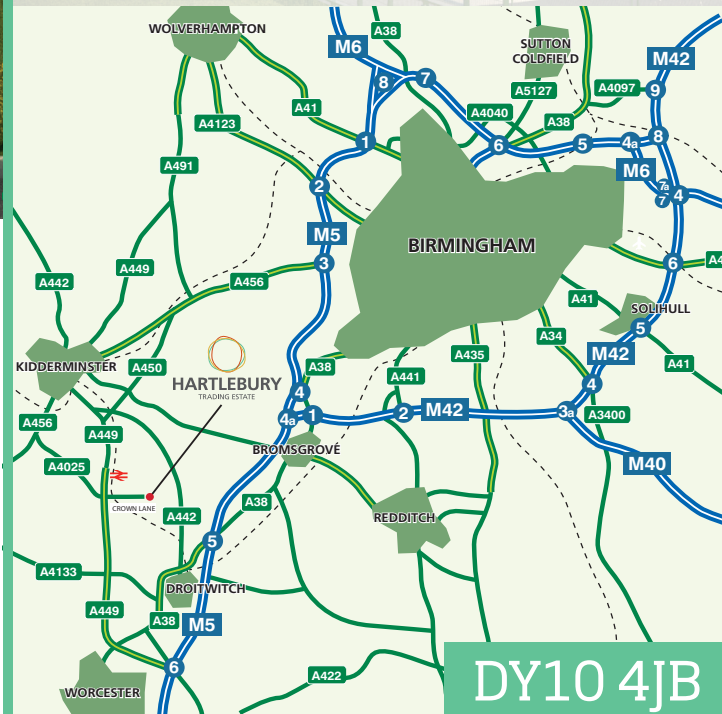 WOLVERHAMPTON
A38
M6
SUTTON
COLDFIELD
M42
8
7
A5127
A4097
9
A41
A4040
A38
A4123
1
6
5
4a
8
A491
M6
2
7a
7
4
M5
BIRMINGHAM
3
6
A4
A442
A449
A456
A41
SOLIHULL
5
A34
M42
A41
KIDDERMINSTER
A450
HARTLEBURY
TRADING ESTATE
A38
A435
A441
4
4
A456
4a
1
2
M42
3a
A3400
A449
BROMSGROVE
M40
A4025
CROWN LANE
A38
A442
REDDITCH
5
A4133
DROITWITCH
A449
A38
M5
6
A422
WORCESTER
DY10 4JB